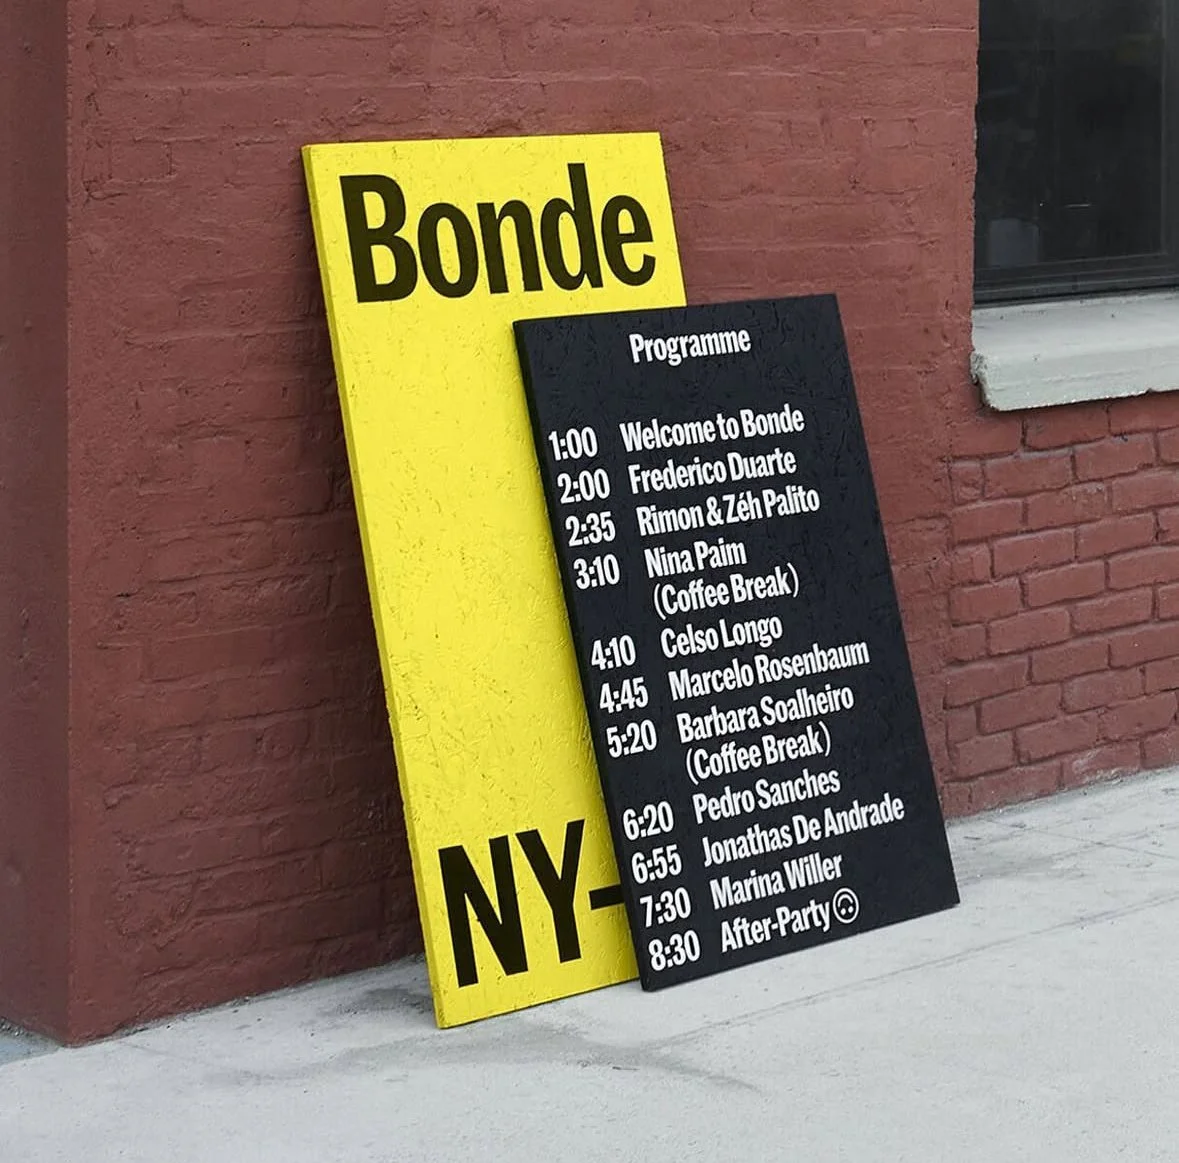 Bonde
NY-
Programme
1:00 Welcome to Bonde
2:00 Frederico Duarte
2:35 Rimon & Zéh Palito
3:10 Nina Paim
(Coffee Break)
4:10 Celso Longo
4:45 Marcelo Rosenbaum
5:20 Barbara Soalheiro
(Coffee Break)
6:20 Pedro Sanches
6:55 Jonathas De Andrade
7:30 Marina Willer
8:30 After-Party 🙃